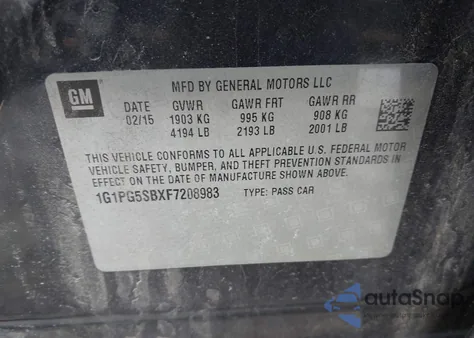 GM
MFD BY GENERAL MOTORS LLC
02/15 GVWR GAWR FRT GAWR RR
1903 KG 995 KG 908 KG
4194 LB 2193 LB 2001 LB
THIS VEHICLE CONFORMS TO ALL APPLICABLE U.S. FEDERAL MOTOR
VEHICLE SAFETY, BUMPER, AND THEFT PREVENTION STANDARDS
IN EFFECT ON THE DATE OF MANUFACTURE SHOWN ABOVE.
1G1PG5SBXF7208983 TYPE: PASS CAR
autoSnap